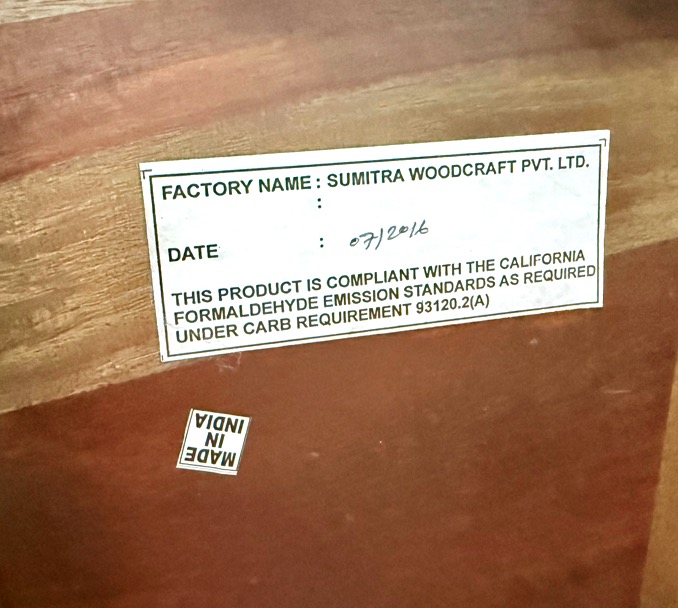 FACTORY NAME : SUMITRA WOODCRAFT PVT. LTD.
:
DATE : 07/2016
THIS PRODUCT IS COMPLIANT WITH THE CALIFORNIA
FORMALDEHYDE EMISSION STANDARDS AS REQUIRED
UNDER CARB REQUIREMENT 93120.2(A)
MADE
IN
INDIA